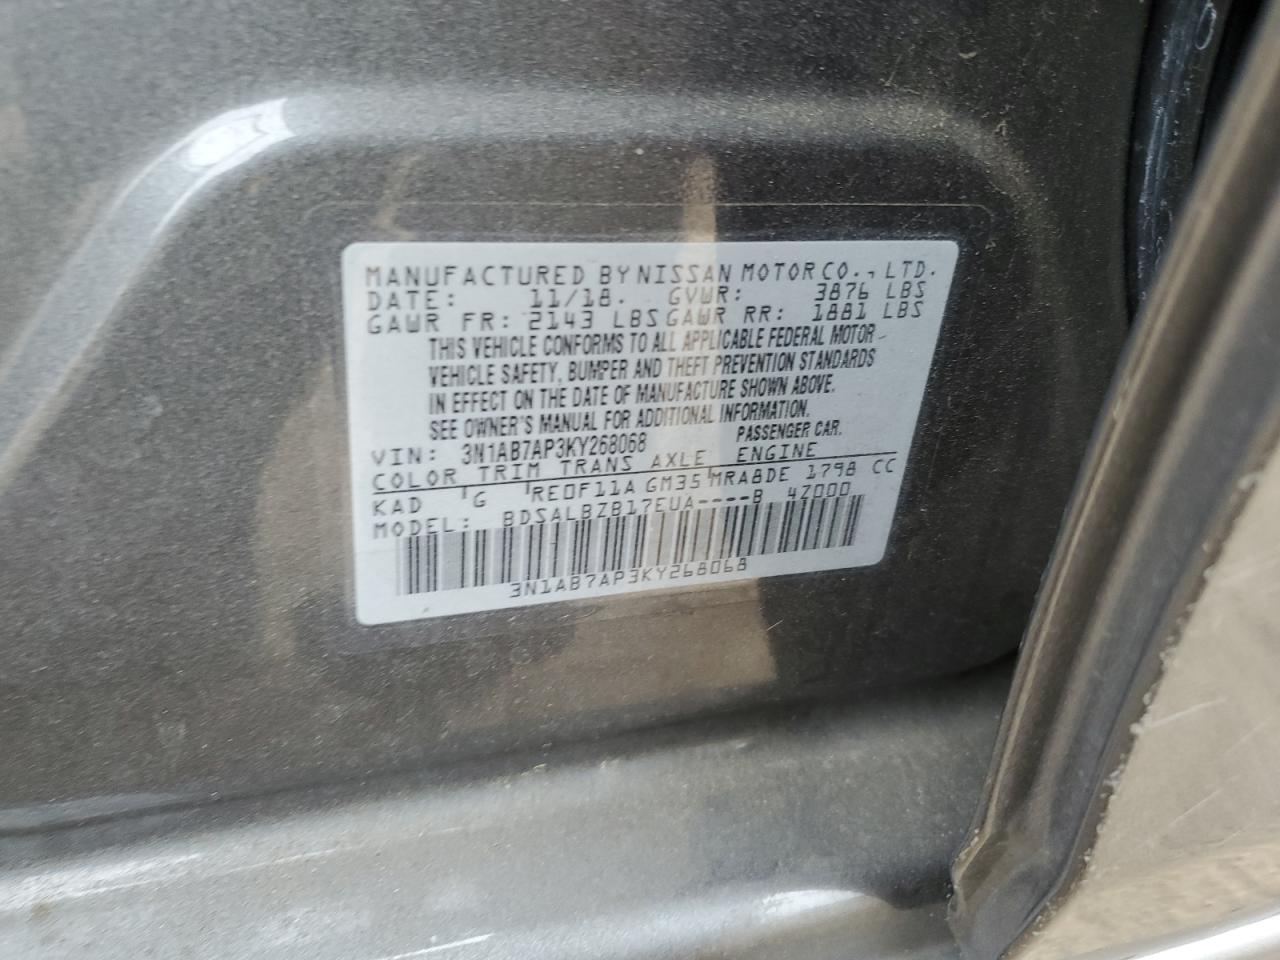 MANUFACTURED BY NISSAN MOTOR CO., LTD.
DATE: 11/18. GVWR: 3876 LBS
GAWR FR: 2143 LBS GAWR RR: 1881 LBS
THIS VEHICLE CONFORMS TO ALL APPLICABLE FEDERAL MOTOR
VEHICLE SAFETY, BUMPER AND THEFT PREVENTION STANDARDS
IN EFFECT ON THE DATE OF MANUFACTURE SHOWN ABOVE.
SEE OWNER'S MANUAL FOR ADDITIONAL INFORMATION.
VIN: 3N1AB7AP3KY268068 PASSENGER CAR.
COLOR TRIM TRANS AXLE ENGINE
KAD G RE0F11A GM35 MRA8DE 1798 CC
MODEL: BDSALBZB17EUA----B 4Z000
3N1AB7AP3KY268068